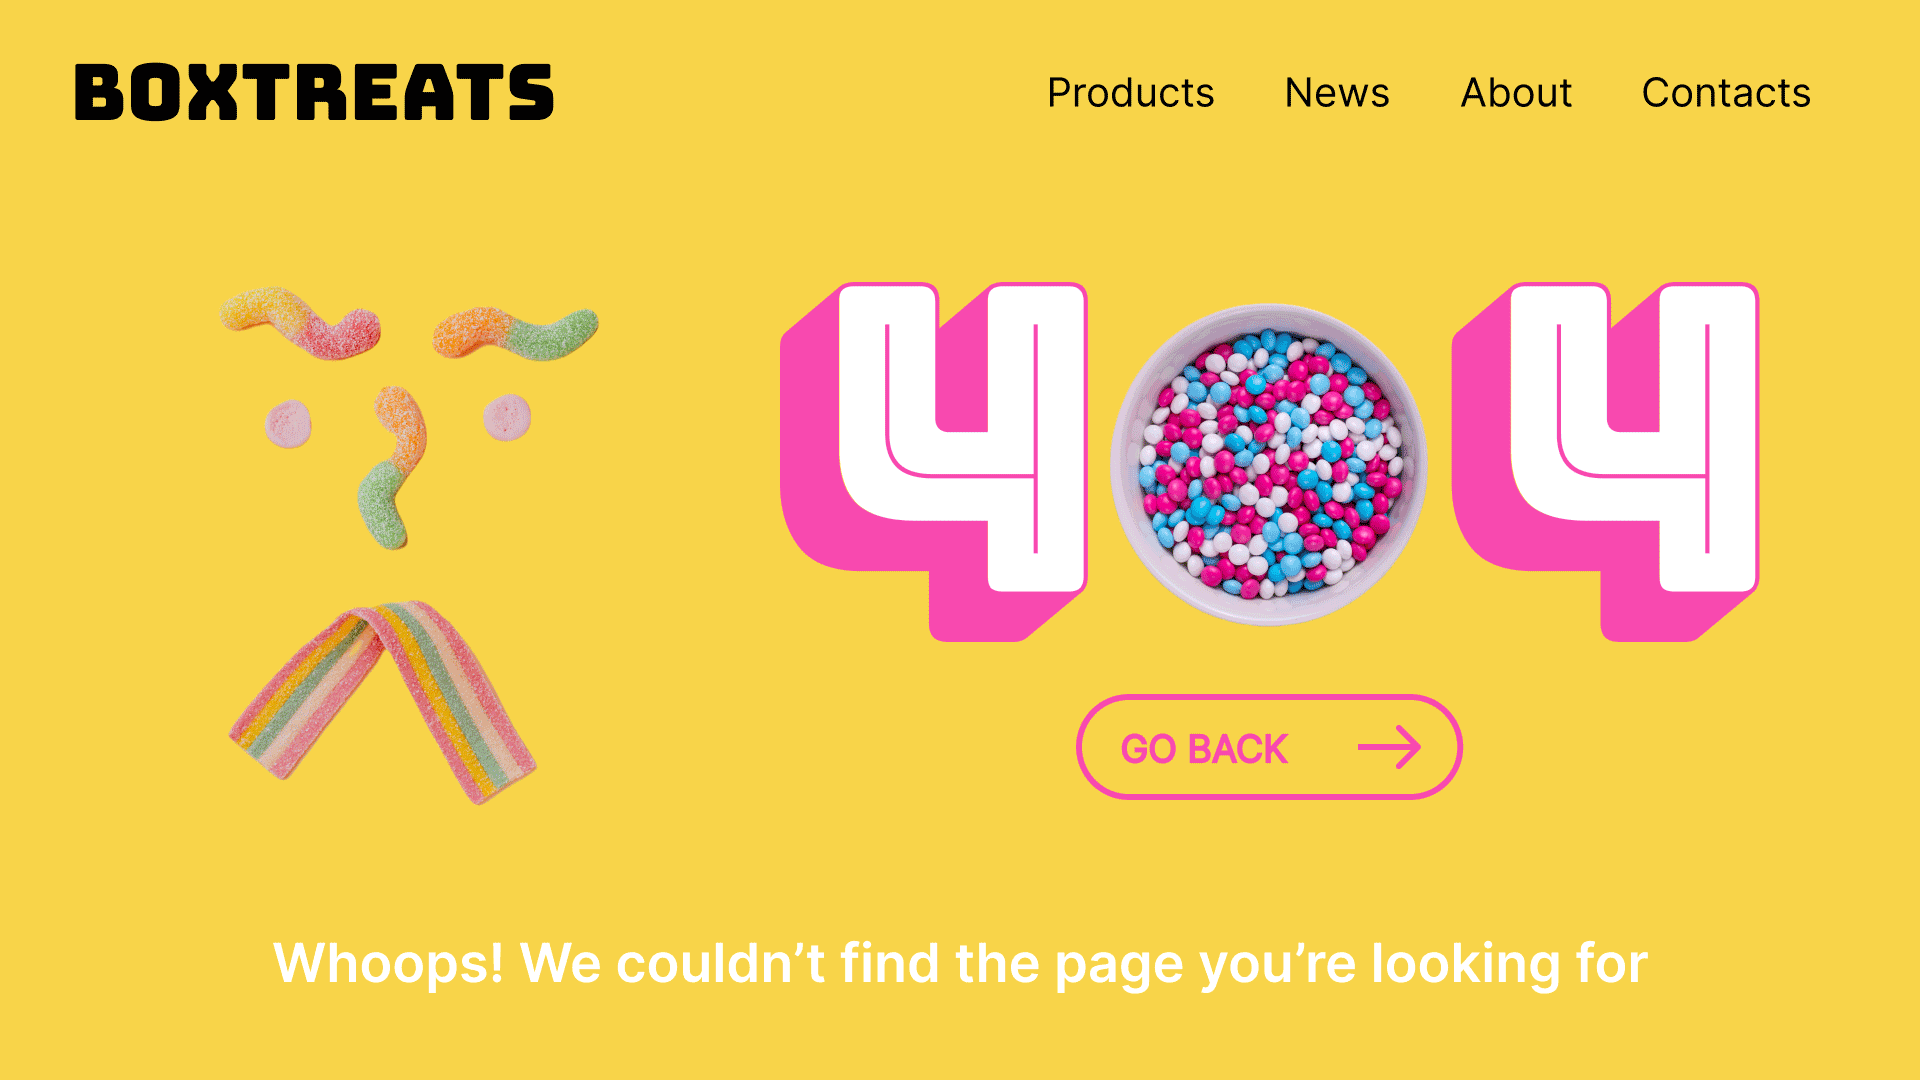 BOXTREATS
Products News About Contacts
404
GO BACK
Whoops! We couldn’t find the page you’re looking for